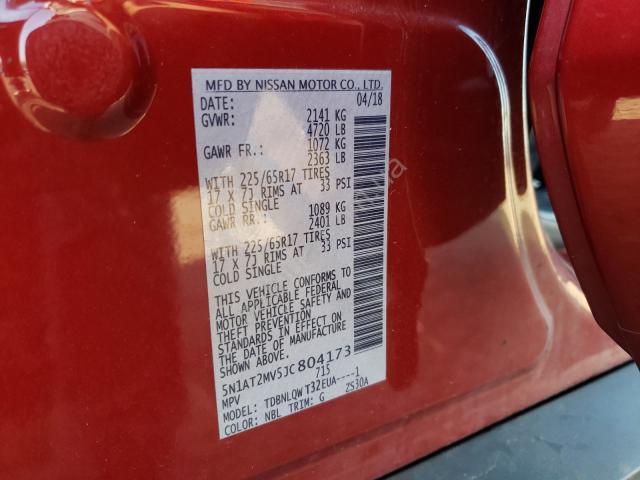 MFD BY NISSAN MOTOR CO., LTD.
DATE: 04/18
GVWR: 2141 KG
4720 LB
GAWR FR.: 1072 KG
2363 LB
WITH 225/65R17 TIRES
17 X 7J RIMS AT 33 PSI
COLD SINGLE
GAWR RR.: 1089 KG
2401 LB
WITH 225/65R17 TIRES
17 X 7J RIMS AT 33 PSI
COLD SINGLE
THIS VEHICLE CONFORMS TO
ALL APPLICABLE FEDERAL
MOTOR VEHICLE SAFETY AND
THEFT PREVENTION
STANDARDS IN EFFECT ON
DATE OF MANUFACTURE
SHOWN ABOVE.
5N1AT2MV5JC804173
MPV 715
MODEL: TDBNLQW T32EUA----1
COLOR: NBL TRIM: G ZS30A